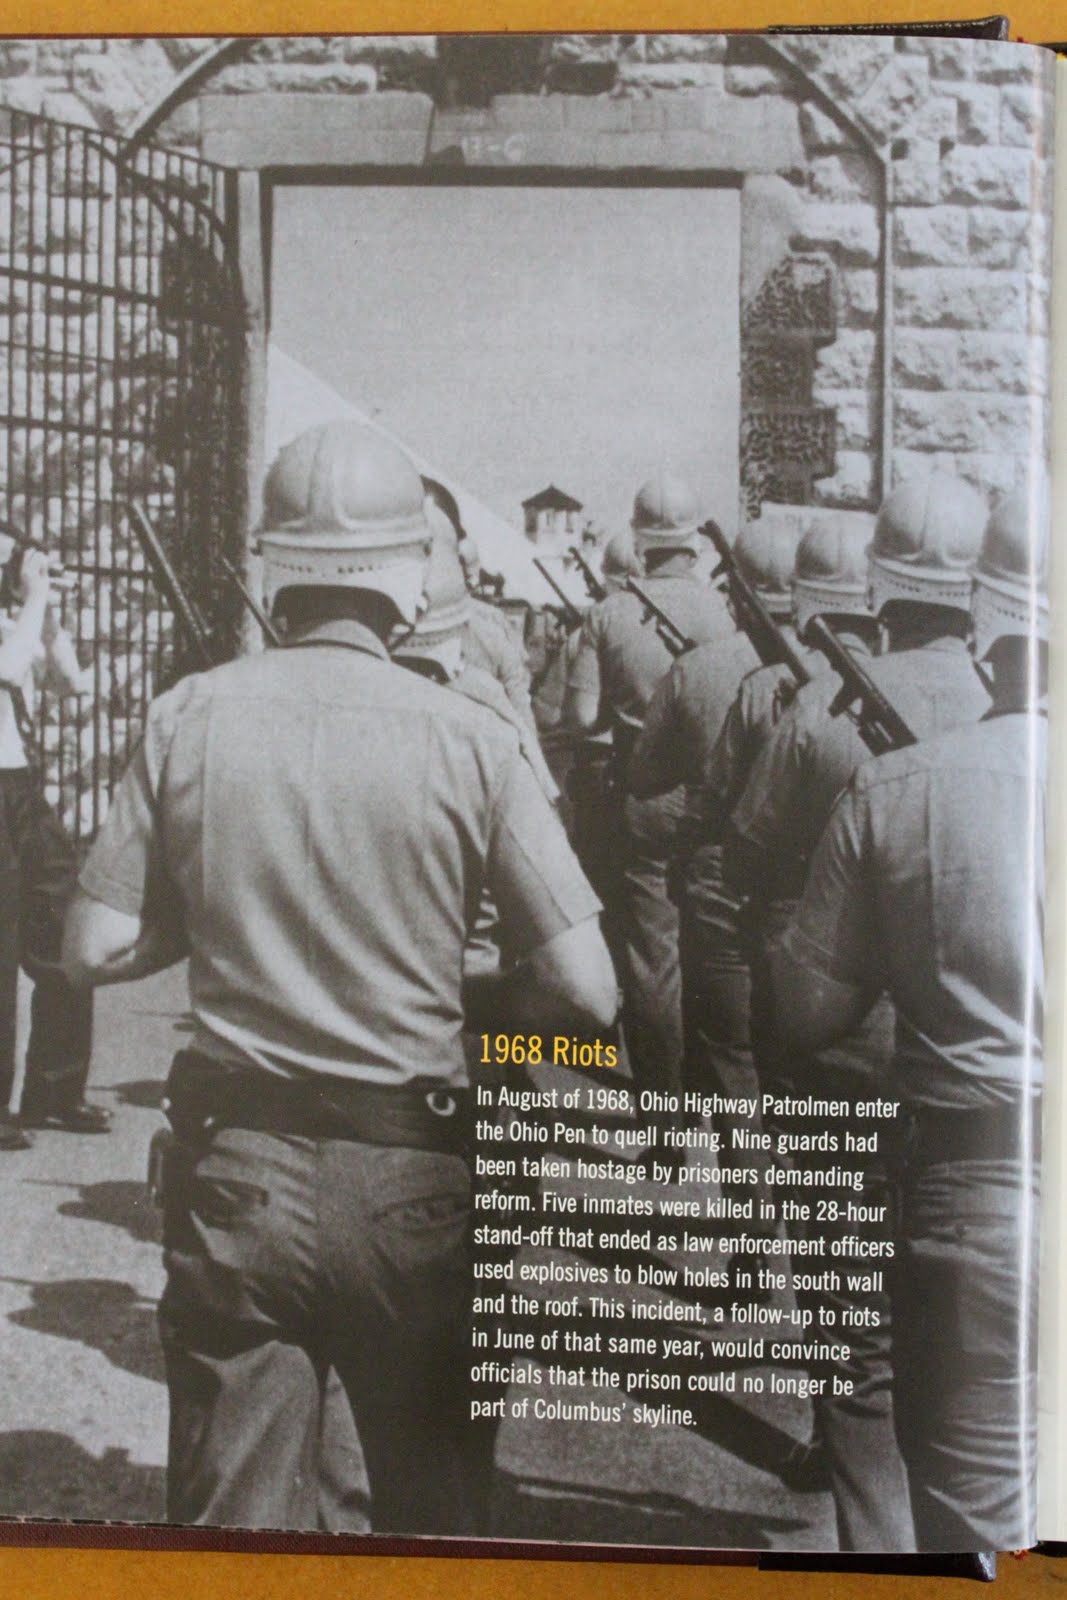 1968 Riots
In August of 1968, Ohio Highway Patrolmen enter
the Ohio Pen to quell rioting. Nine guards had
been taken hostage by prisoners demanding
reform. Five inmates were killed in the 28-hour
stand-off that ended as law enforcement officers
used explosives to blow holes in the south wall
and the roof. This incident, a follow-up to riots
in June of that same year, would convince
officials that the prison could no longer be
part of Columbus’ skyline.